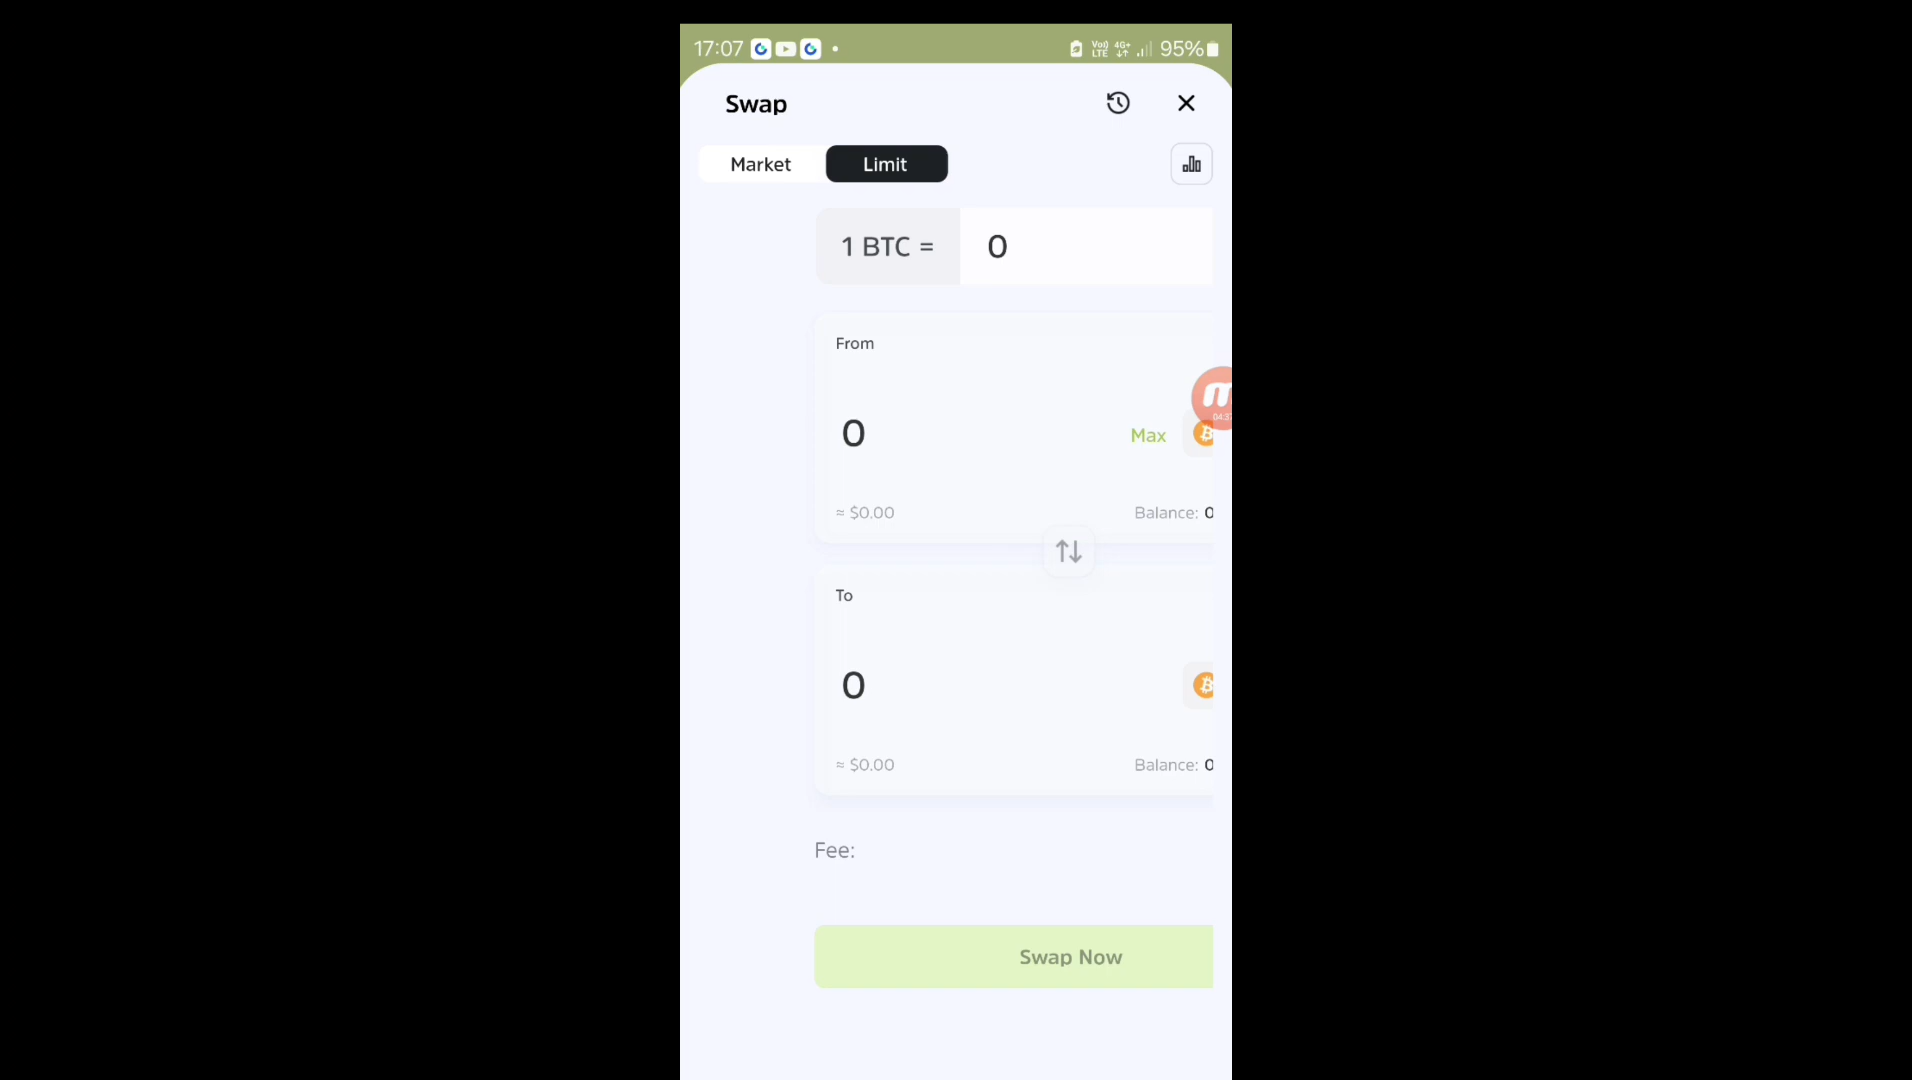 17:07 95%
Swap
Market Limit
1 BTC = 0
From
0 Max
≈ $0.00 Balance: 0
To
0
≈ $0.00 Balance: 0
Fee:
Swap Now